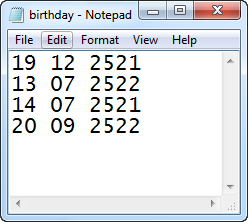 birthday - Notepad
File Edit Format View Help
19 12 2521
13 07 2522
14 07 2521
20 09 2522